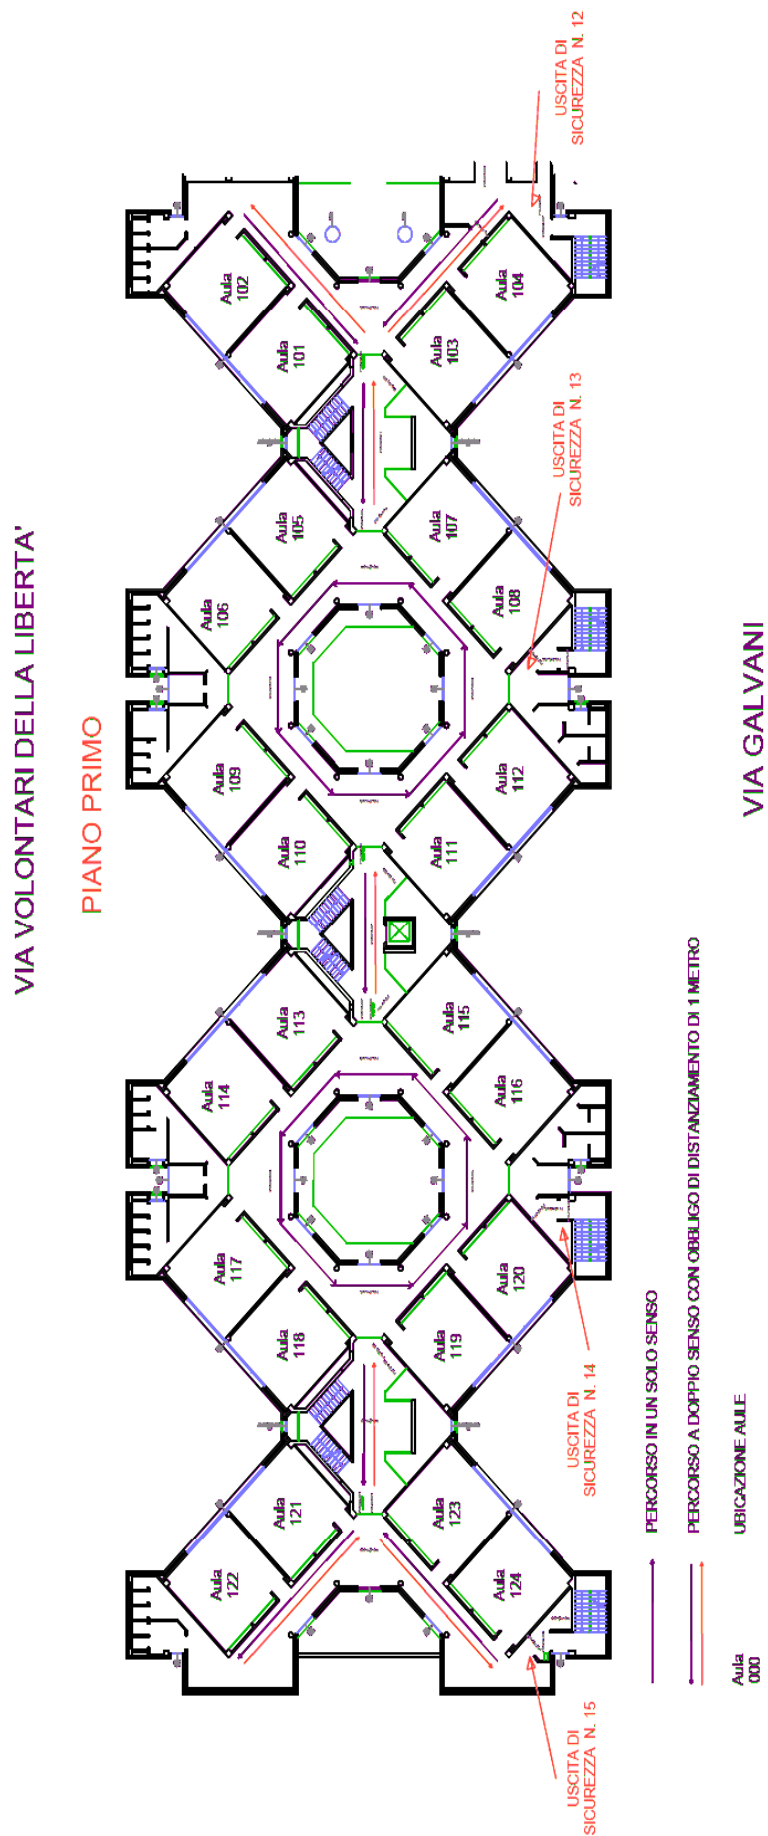 VIA VOLONTARI DELLA LIBERTA'
PIANO PRIMO
USCITA DI
SICUREZZA N. 12
Aula
102
Aula
101
Aula
103
Aula
104
USCITA DI
SICUREZZA N. 13
Aula
105
Aula
106
Aula
107
Aula
108
Aula
109
Aula
110
Aula
111
Aula
112
Aula
113
Aula
114
Aula
115
Aula
116
Aula
117
Aula
118
Aula
119
Aula
120
USCITA DI
SICUREZZA N. 14
Aula
121
Aula
122
Aula
123
Aula
124
USCITA DI
SICUREZZA N. 15
VIA GALVANI
PERCORSO IN UN SOLO SENSO
PERCORSO A DOPPIO SENSO CON OBBLIGO DI DISTANZIAMENTO DI 1 METRO
Aula
000
UBICAZIONE AULE